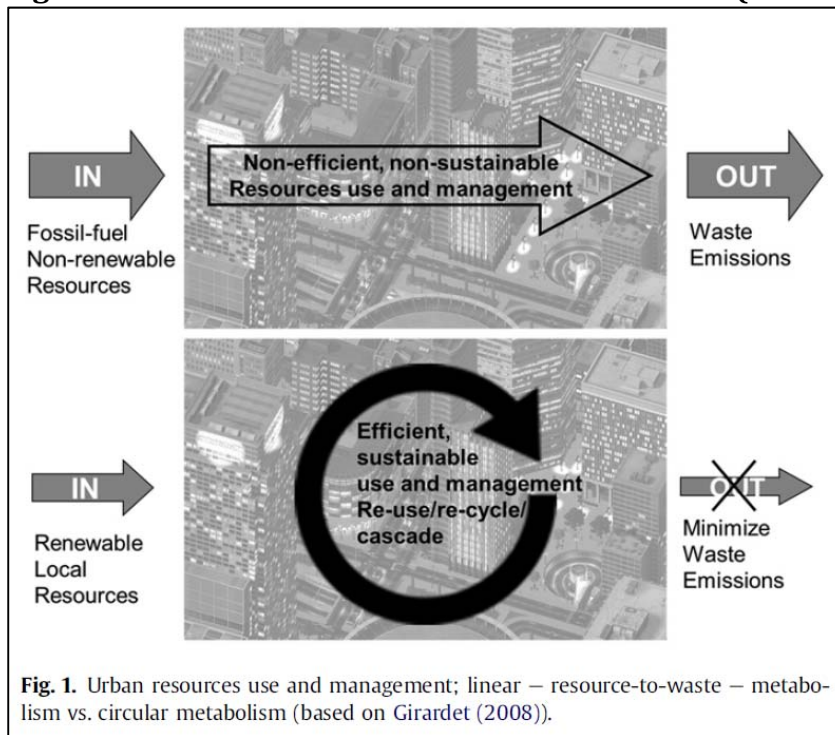 IN
Non-efficient, non-sustainable
Resources use and management
OUT
Fossil-fuel
Non-renewable
Resources
Waste
Emissions
IN
Efficient,
sustainable
use and management
Re-use/re-cycle/
cascade
OUT
Renewable
Local
Resources
Minimize
Waste
Emissions
Fig. 1. Urban resources use and management; linear – resource-to-waste – metabo-
lism vs. circular metabolism (based on Girardet (2008)).